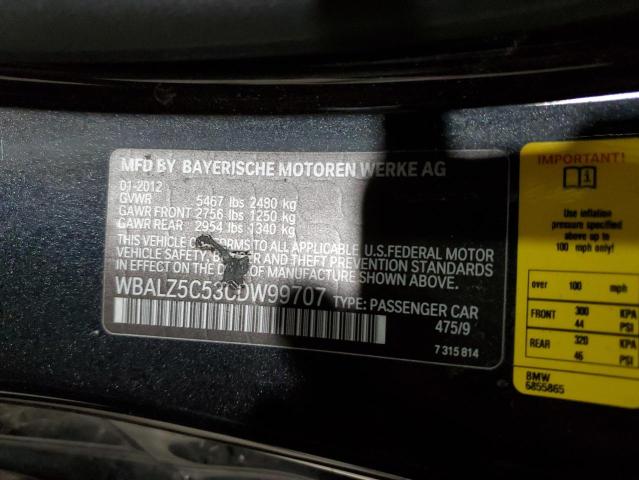 MFD BY BAYERISCHE MOTOREN WERKE AG
01-2012
GVWR 5467 lbs 2480 kg
GAWR FRONT 2756 lbs 1250 kg
GAWR REAR 2954 lbs 1340 kg
THIS VEHICLE CONFORMS TO ALL APPLICABLE U.S. FEDERAL MOTOR
VEHICLE SAFETY, AND THEFT PREVENTION STANDARDS
IN EFFECT ON THE DATE OF MANUFACTURE SHOWN ABOVE.
WBALZ5C53CDW99707 TYPE: PASSENGER CAR
475/9
7 315 814
IMPORTANT!
Use inflation
pressure specified
for up to
100 mph only!
over 100 mph
FRONT 300 KPA
44 PSI
REAR 320 KPA
46 PSI
BMW
6855865